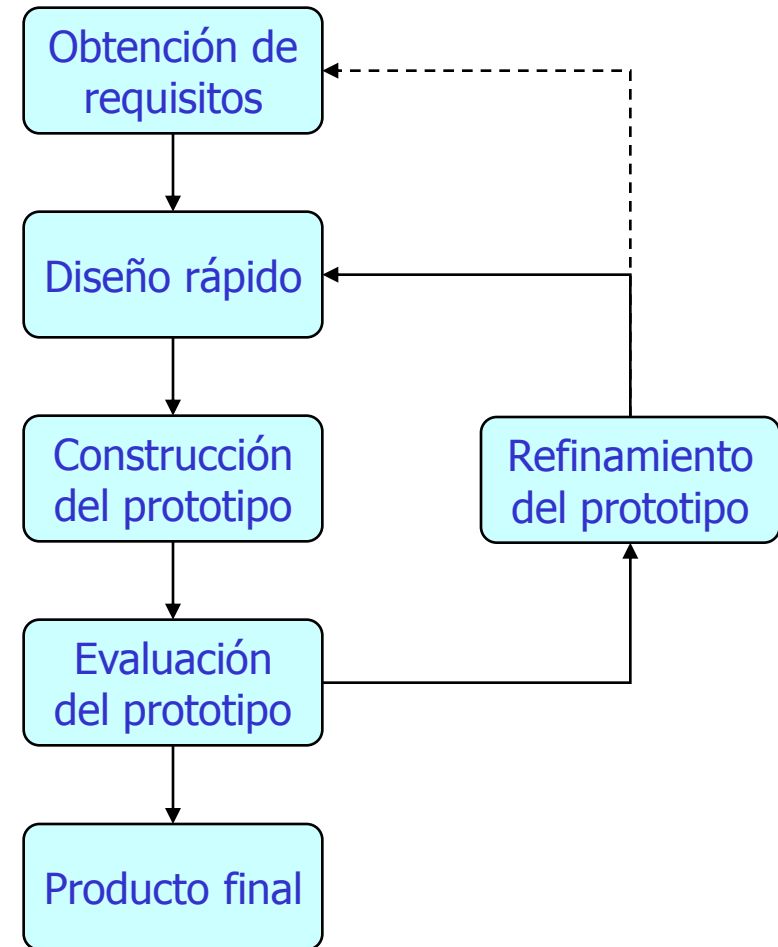 Obtención de
requisitos
Diseño rápido
Construcción
del prototipo
Refinamiento
del prototipo
Evaluación
del prototipo
Producto final